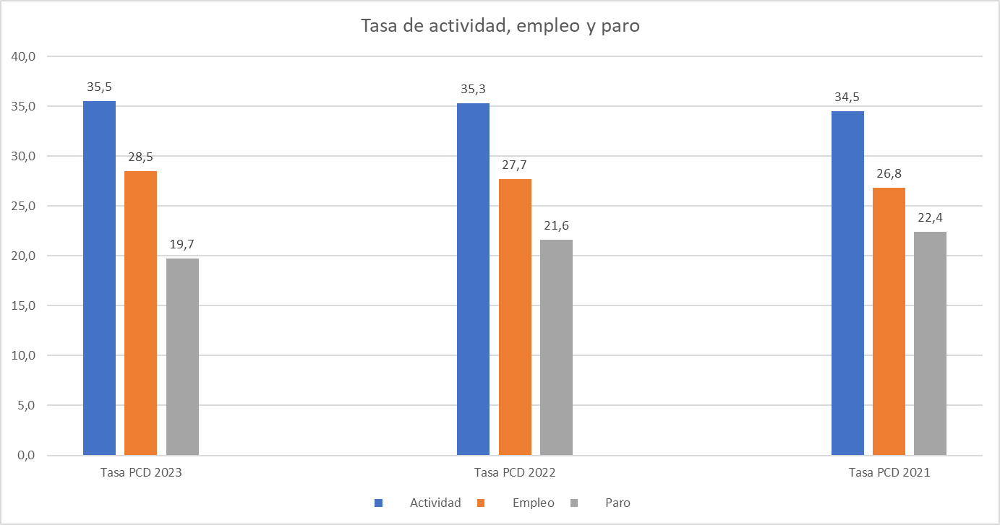 Tasa de actividad, empleo y paro
40,0
35,0
30,0
25,0
20,0
15,0
10,0
5,0
0,0
35,5
28,5
19,7
35,3
27,7
21,6
34,5
26,8
22,4
Tasa PCD 2023
Tasa PCD 2022
Tasa PCD 2021
Actividad
Empleo
Paro